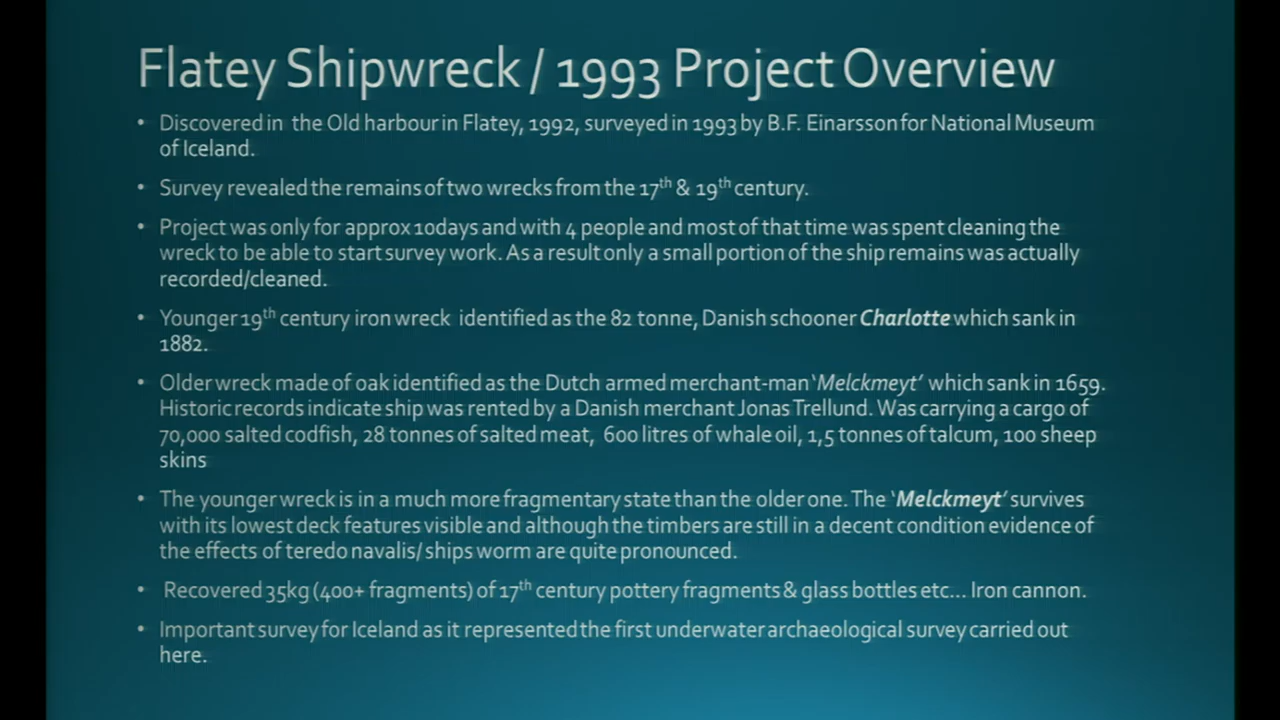 Flatey Shipwreck / 1993 Project Overview
• Discovered in the Old harbour in Flatey, 1992, surveyed in 1993 by B.F. Einarsson for National Museum
of Iceland.
• Survey revealed the remains of two wrecks from the 17th & 19th century.
• Project was only for approx 10days and with 4 people and most of that time was spent cleaning the
wreck to be able to start survey work. As a result only a small portion of the ship remains was actually
recorded/cleaned.
• Younger 19th century iron wreck identified as the 82 tonne, Danish schooner Charlotte which sank in
1882.
• Older wreck made of oak identified as the Dutch armed merchant-man ‘Melckmeyt’ which sank in 1659.
Historic records indicate ship was rented by a Danish merchant Jonas Trellund. Was carrying a cargo of
70,000 salted codfish, 28 tonnes of salted meat, 600 litres of whale oil, 1,5 tonnes of talcum, 100 sheep
skins
• The younger wreck is in a much more fragmentary state than the older one. The ‘Melckmeyt’ survives
with its lowest deck features visible and although the timbers are still in a decent condition evidence of
the effects of teredo navalis/ ships worm are quite pronounced.
• Recovered 35kg (400+ fragments) of 17th century pottery fragments & glass bottles etc... Iron cannon.
• Important survey for Iceland as it represented the first underwater archaeological survey carried out
here.